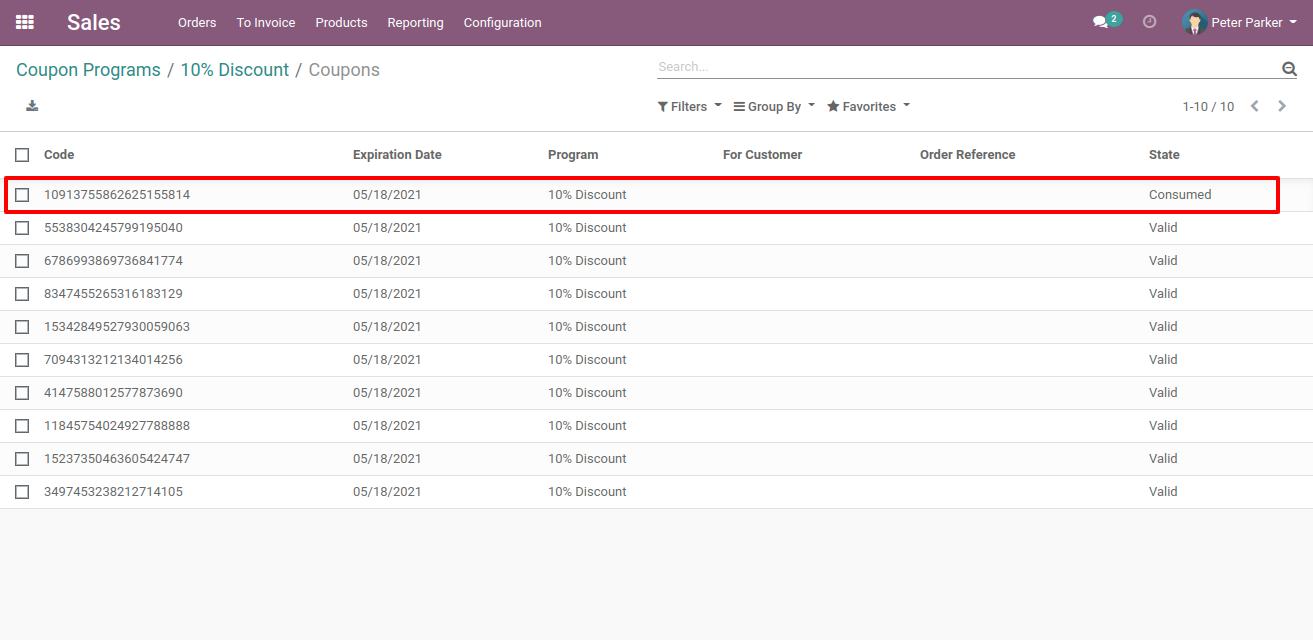 Sales Orders To Invoice Products Reporting Configuration 2 Peter Parker
Coupon Programs / 10% Discount / Coupons Search...
Filters Group By Favorites 1-10 / 10
Code Expiration Date Program For Customer Order Reference State
10913755862625155814 05/18/2021 10% Discount Consumed
5538304245799195040 05/18/2021 10% Discount Valid
6786993869736841774 05/18/2021 10% Discount Valid
8347455265316183129 05/18/2021 10% Discount Valid
15342849527930059063 05/18/2021 10% Discount Valid
7094313212134014256 05/18/2021 10% Discount Valid
4147588012577873690 05/18/2021 10% Discount Valid
11845754024927788888 05/18/2021 10% Discount Valid
15237350463605424747 05/18/2021 10% Discount Valid
3497453238212714105 05/18/2021 10% Discount Valid